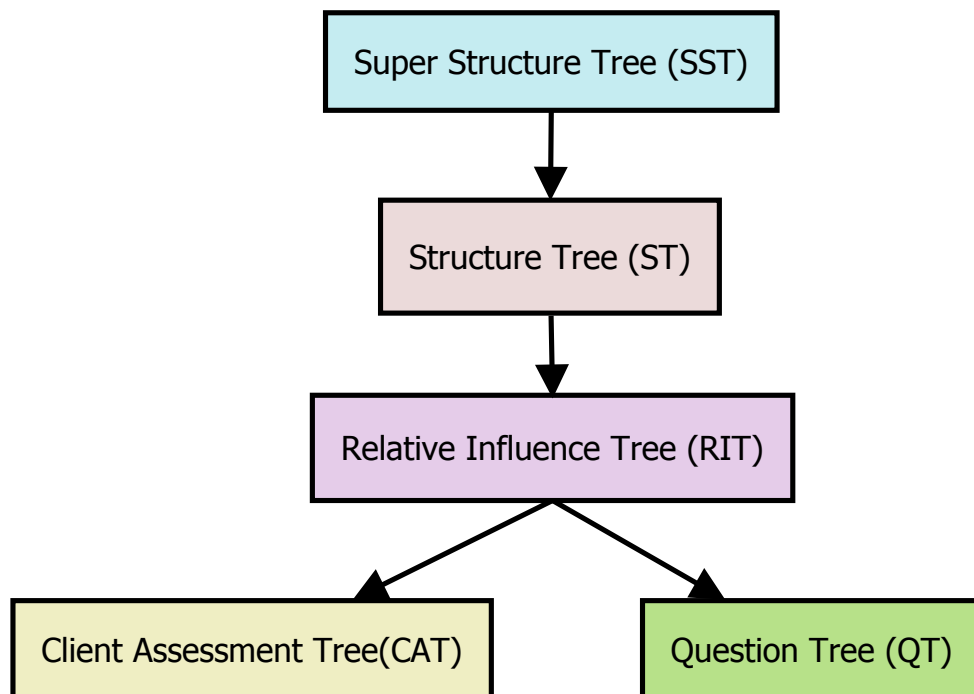 Super Structure Tree (SST)
Structure Tree (ST)
Relative Influence Tree (RIT)
Client Assessment Tree(CAT)
Question Tree (QT)